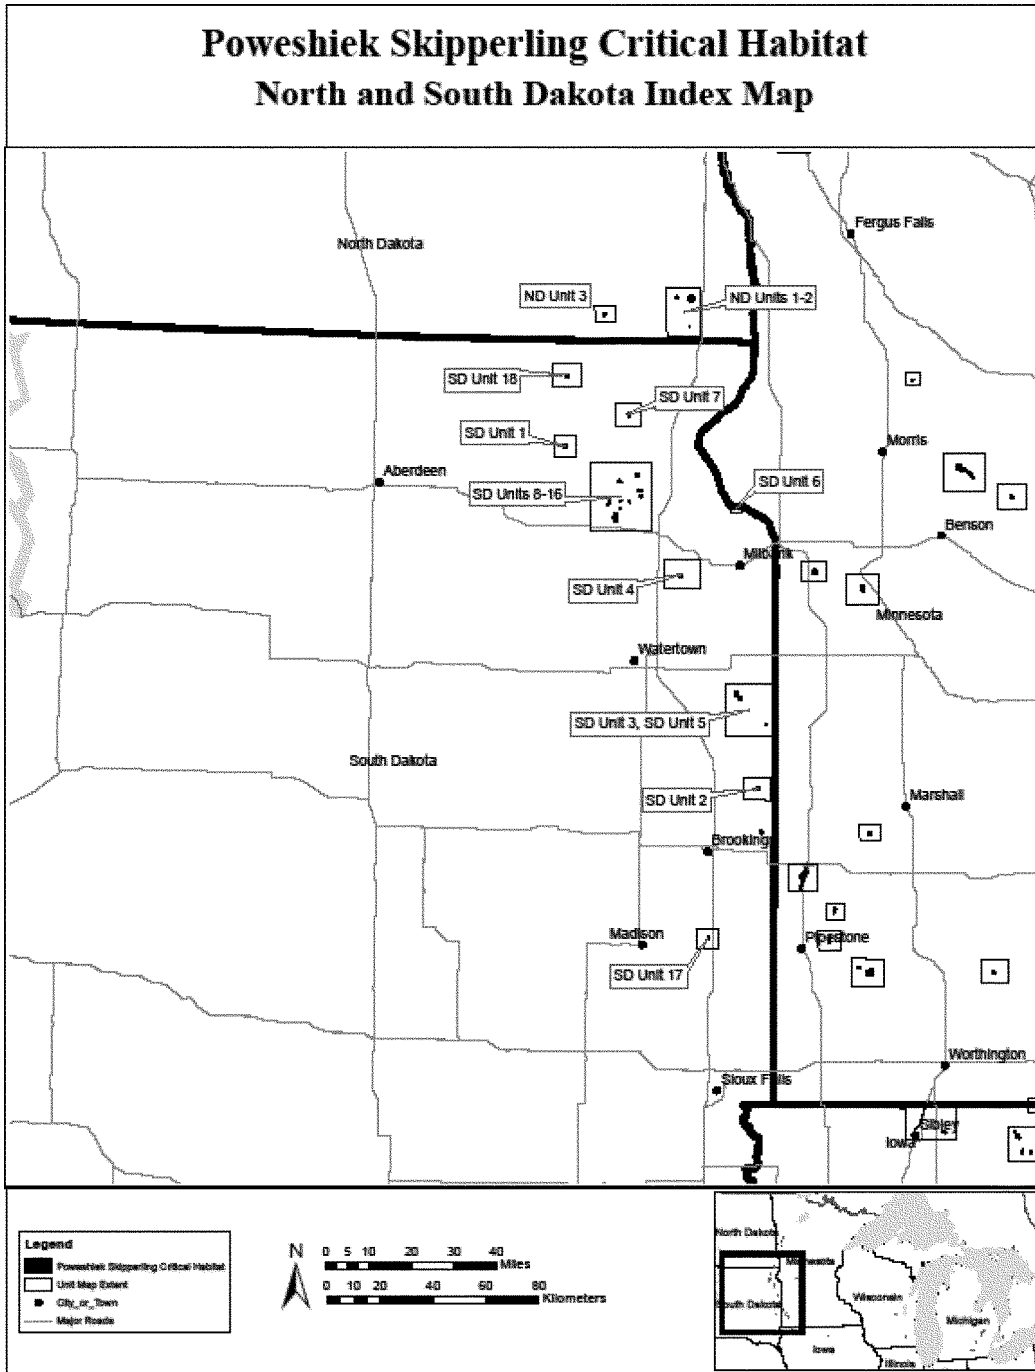 Poweshiek Skipperling Critical Habitat
North and South Dakota Index Map
Fergus Falls
North Dakota
ND Unit 3
ND Units 1-2
SD Unit 18
SD Unit 7
SD Unit 1
Morris
Aberdeen
SD Unit 6
SD Units 8-16
Benson
Milbank
SD Unit 4
Minnesota
Watertown
SD Unit 3, SD Unit 5
South Dakota
SD Unit 2
Marshall
Brookings
Madison
Pipestone
SD Unit 17
Worthington
Sioux Falls
Sibley
Iowa
Legend
Poweshiek Skipperling Critical Habitat
Unit Map Extent
City_or_Town
Major Roads
N
0 5 10 20 30 40
Miles
0 10 20 40 60 80
Kilometers
North Dakota
Minnesota
South Dakota
Wisconsin
Michigan
Iowa
Illinois